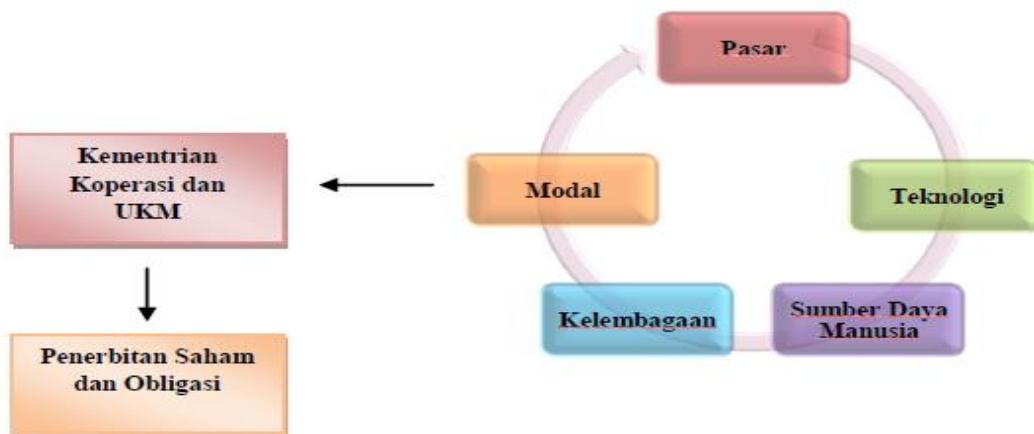 Pasar
Kementrian
Koperasi dan
UKM
Modal
Teknologi
Kelembagaan
Sumber Daya
Manusia
Penerbitan Saham
dan Obligasi